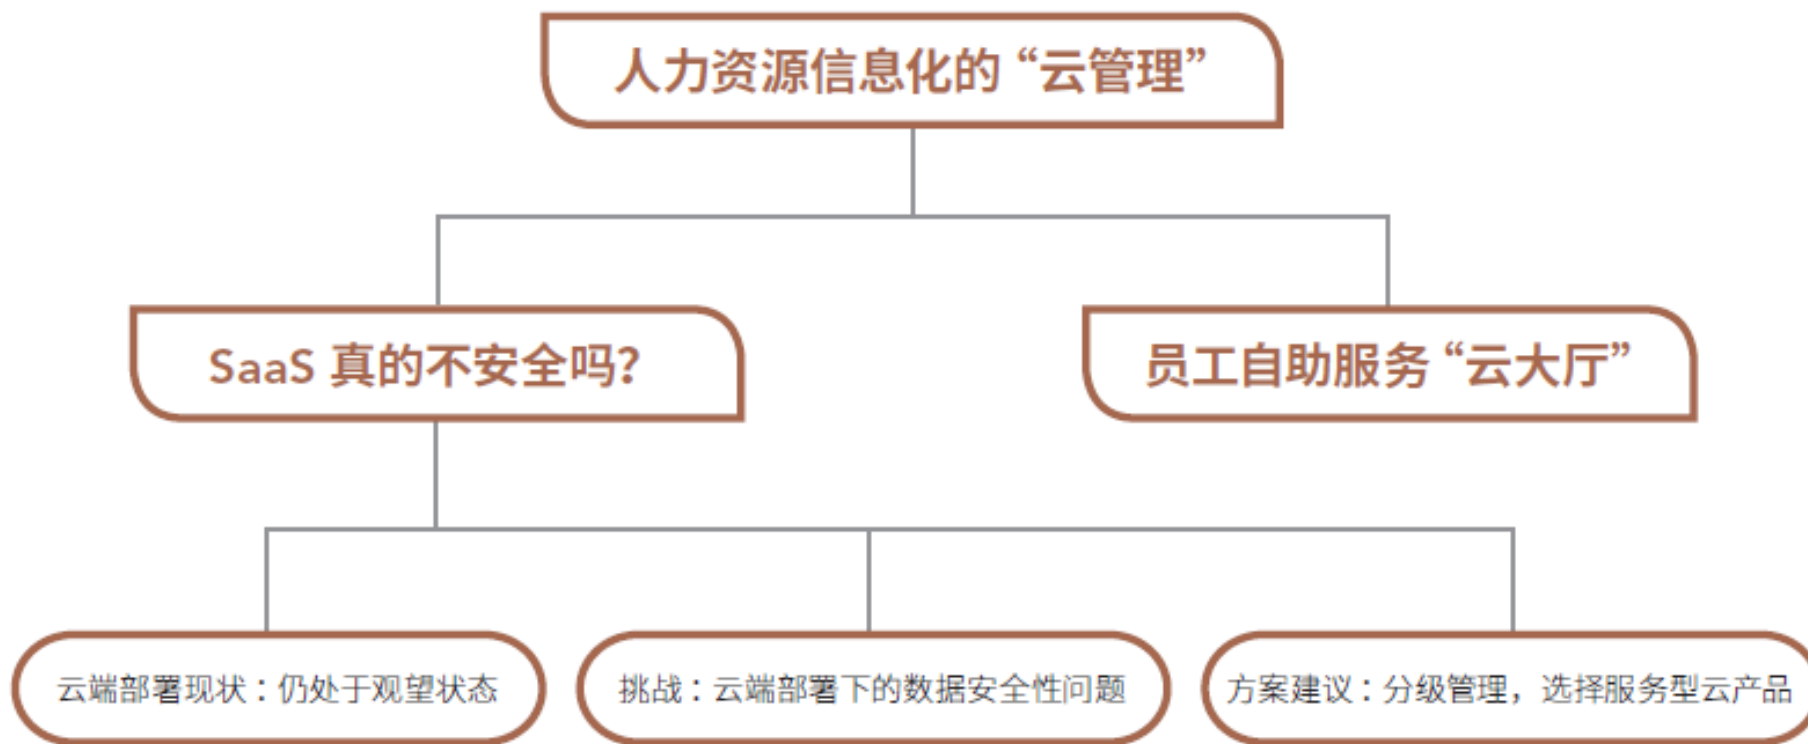 人力资源信息化的“云管理”
SaaS 真的不安全吗？
员工自助服务“云大厅”
云端部署现状：仍处于观望状态
挑战：云端部署下的数据安全性问题
方案建议：分级管理，选择服务型云产品